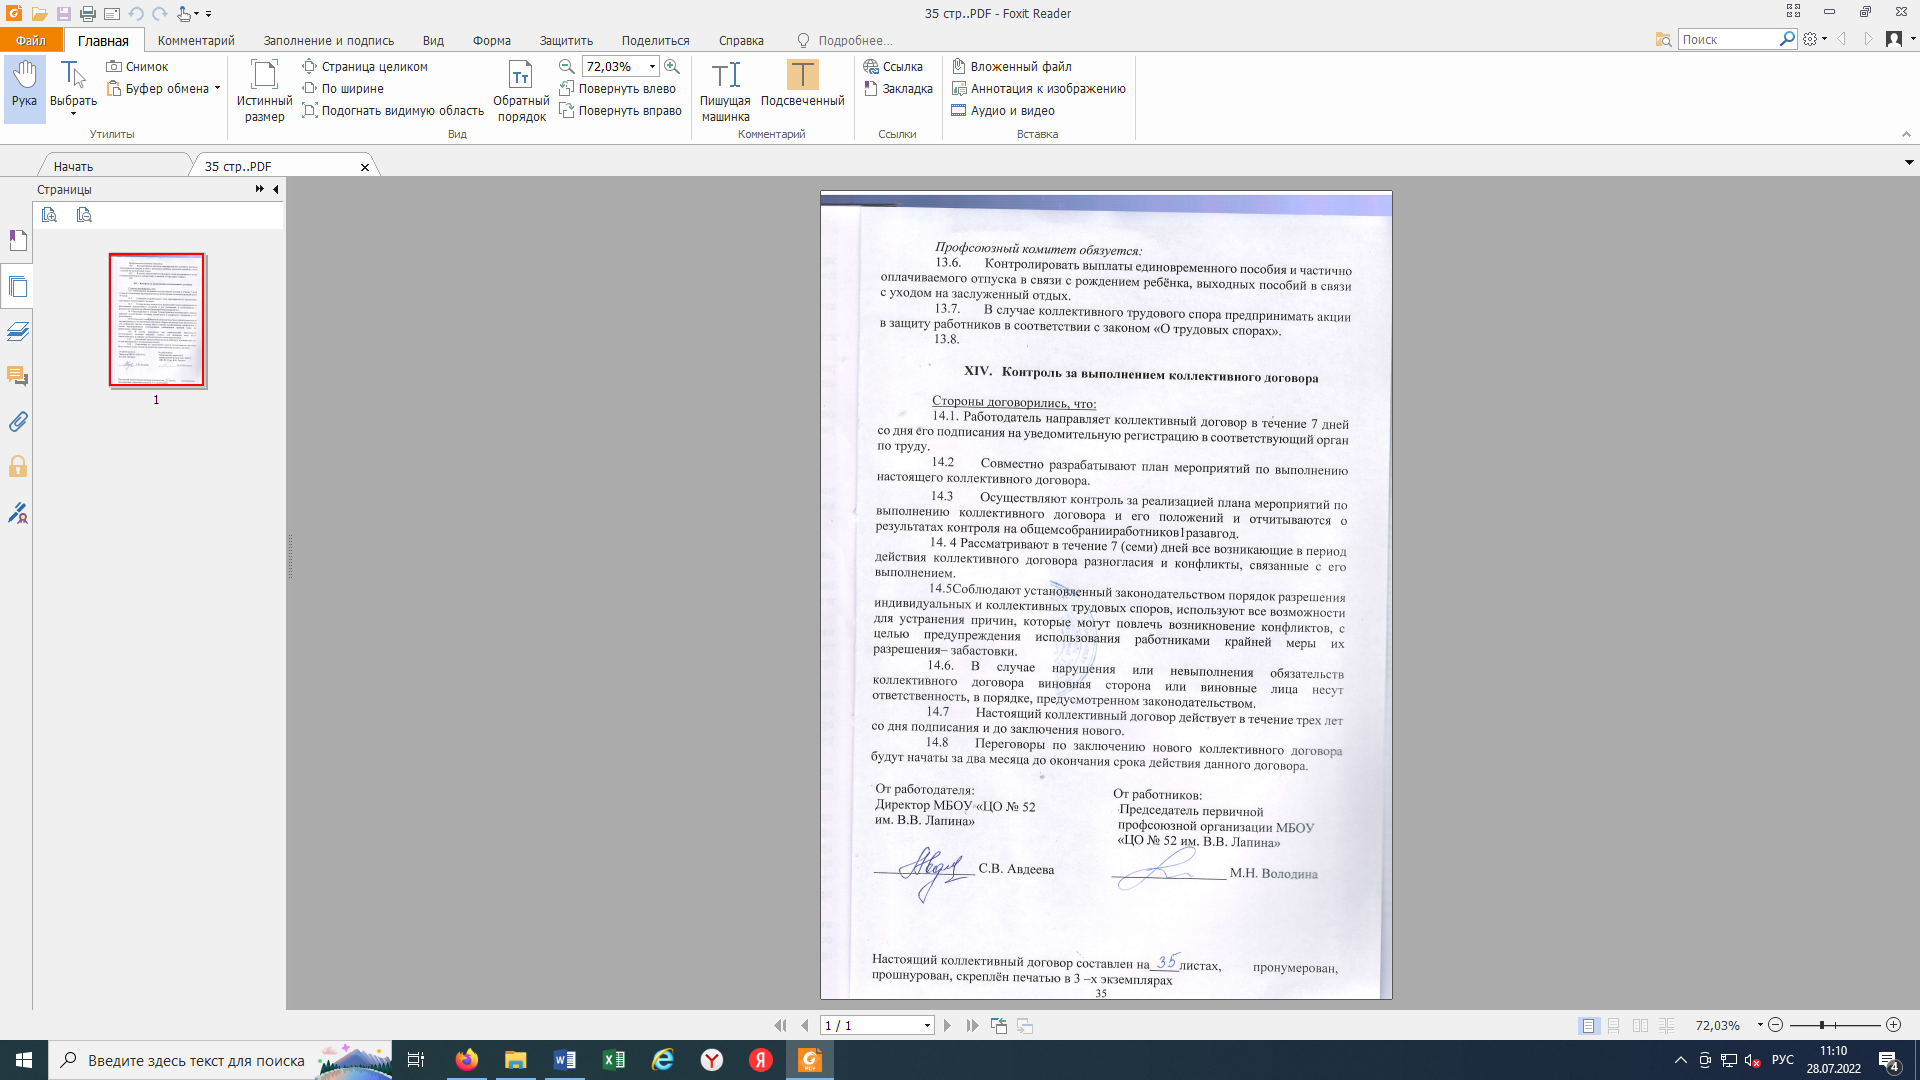 35 стр..PDF - Foxit Reader
Файл Главная Комментарий Заполнение и подпись Вид Форма Защитить Поделиться Справка Подробнее... Поиск
Рука Выбрать Снимок Буфер обмена Утилиты
Истинный размер Страница целиком По ширине Подогнать видимую область Обратный порядок 72,03% Повернуть влево Повернуть вправо Вид
Пишущая машинка Подсвеченный Комментарий
Ссылка Закладка Ссылки
Вложенный файл Аннотация к изображению Аудио и видео Вставка
Начать 35 стр..PDF
Страницы
1
Профсоюзный комитет обязуется:
13.6. Контролировать выплаты единовременного пособия и частично
оплачиваемого отпуска в связи с рождением ребёнка, выходных пособий в связи
с уходом на заслуженный отдых.
13.7. В случае коллективного трудового спора предпринимать акции
в защиту работников в соответствии с законом «О трудовых спорах».
13.8.
XIV. Контроль за выполнением коллективного договора
Стороны договорились, что:
14.1. Работодатель направляет коллективный договор в течение 7 дней
со дня его подписания на уведомительную регистрацию в соответствующий орган
по труду.
14.2 Совместно разрабатывают план мероприятий по выполнению
настоящего коллективного договора.
14.3 Осуществляют контроль за реализацией плана мероприятий по
выполнению коллективного договора и его положений и отчитываются о
результатах контроля на общемсобранииработников1разавгод.
14. 4 Рассматривают в течение 7 (семи) дней все возникающие в период
действия коллективного договора разногласия и конфликты, связанные с его
выполнением.
14.5Соблюдают установленный законодательством порядок разрешения
индивидуальных и коллективных трудовых споров, используют все возможности
для устранения причин, которые могут повлечь возникновение конфликтов, с
целью предупреждения использования работниками крайней меры их
разрешения– забастовки.
14.6. В случае нарушения или невыполнения обязательств
коллективного договора виновная сторона или виновные лица несут
ответственность, в порядке, предусмотренном законодательством.
14.7 Настоящий коллективный договор действует в течение трех лет
со дня подписания и до заключения нового.
14.8 Переговоры по заключению нового коллективного договора
будут начаты за два месяца до окончания срока действия данного договора.
От работодателя:
Директор МБОУ «ЦО № 52
им. В.В. Лапина»
С.В. Авдеева
От работников:
Председатель первичной
профсоюзной организации МБОУ
«ЦО № 52 им. В.В. Лапина»
М.Н. Володина
Настоящий коллективный договор составлен на 35 листах, пронумерован,
прошнурован, скреплён печатью в 3 –х экземплярах
35
1 / 1
72,03%
Введите здесь текст для поиска
РУС 11:10
28.07.2022
4